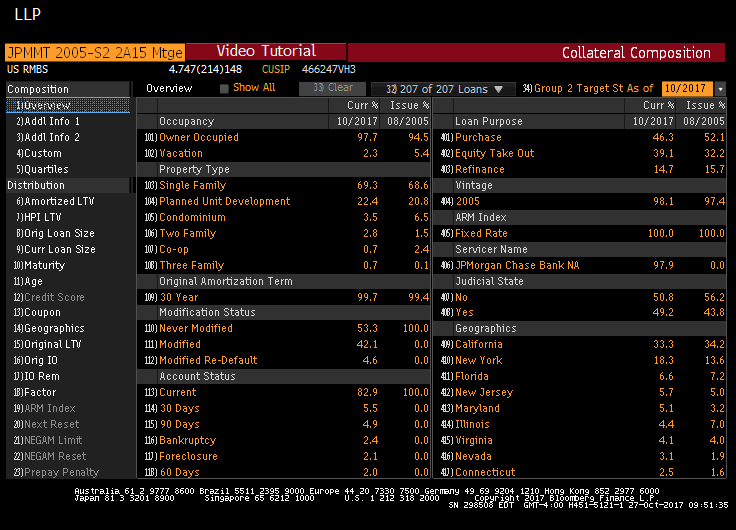 LLP
JPMMT 2005-S2 2A15 Mtge Video Tutorial Collateral Composition
US RMBS 4.747(214)148 CUSIP 466247VH3
Composition Overview Show All 33) Clear 32) 207 of 207 Loans ▼ 34) Group 2 Target St As of 10/2017
1) Overview Curr % Issue % Curr % Issue %
2) Addl Info 1 Occupancy 10/2017 08/2005 Loan Purpose 10/2017 08/2005
3) Addl Info 2 101) Owner Occupied 97.7 94.5 401) Purchase 46.3 52.1
4) Custom 102) Vacation 2.3 5.4 402) Equity Take Out 39.1 32.2
5) Quartiles Property Type 403) Refinance 14.7 15.7
Distribution 103) Single Family 69.3 68.6 Vintage
6) Amortized LTV 104) Planned Unit Development 22.4 20.8 404) 2005 98.1 97.4
7) HPI LTV 105) Condominium 3.5 6.5 ARM Index
8) Orig Loan Size 106) Two Family 2.8 1.5 405) Fixed Rate 100.0 100.0
9) Curr Loan Size 107) Co-op 0.7 2.4 Servicer Name
10) Maturity 108) Three Family 0.7 0.1 406) JPMorgan Chase Bank NA 97.9 0.0
11) Age Original Amortization Term Judicial State
12) Credit Score 109) 30 Year 99.7 99.4 407) No 50.8 56.2
13) Coupon Modification Status 408) Yes 49.2 43.8
14) Geographics 110) Never Modified 53.3 100.0 Geographics
15) Original LTV 111) Modified 42.1 0.0 409) California 33.3 34.2
16) Orig IO 112) Modified Re-Default 4.6 0.0 410) New York 18.3 13.6
17) IO Rem Account Status 411) Florida 6.6 7.2
18) Factor 113) Current 82.9 100.0 412) New Jersey 5.7 5.0
19) ARM Index 114) 30 Days 5.5 0.0 413) Maryland 5.1 3.2
20) Next Reset 115) 90 Days 4.9 0.0 414) Illinois 4.4 7.0
21) NEGAM Limit 116) Bankruptcy 2.4 0.0 415) Virginia 4.1 4.0
22) NEGAM Reset 117) Foreclosure 2.1 0.0 416) Nevada 3.1 1.9
23) Prepay Penalty 118) 60 Days 2.0 0.0 417) Connecticut 2.5 1.6
Australia 61 2 9777 8600 Brazil 5511 2395 9000 Europe 44 20 7330 7500 Germany 49 69 9204 1210 Hong Kong 852 2977 6000
Japan 81 3 3201 8900 Singapore 65 6212 1000 U.S. 1 212 318 2000 Copyright 2017 Bloomberg Finance L.P.
SN 298508 EDT GMT-4:00 H451-5121-1 27-Oct-2017 09:51:35